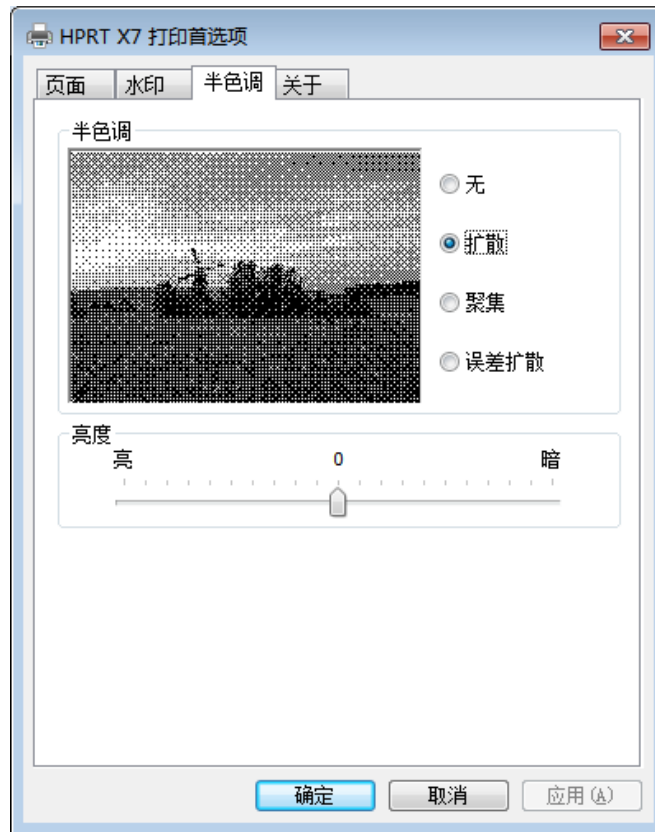 HPRT X7 打印首选项
页面 水印 半色调 关于
半色调
无
扩散
聚集
误差扩散
亮度
亮 0 暗
确定 取消 应用(A)